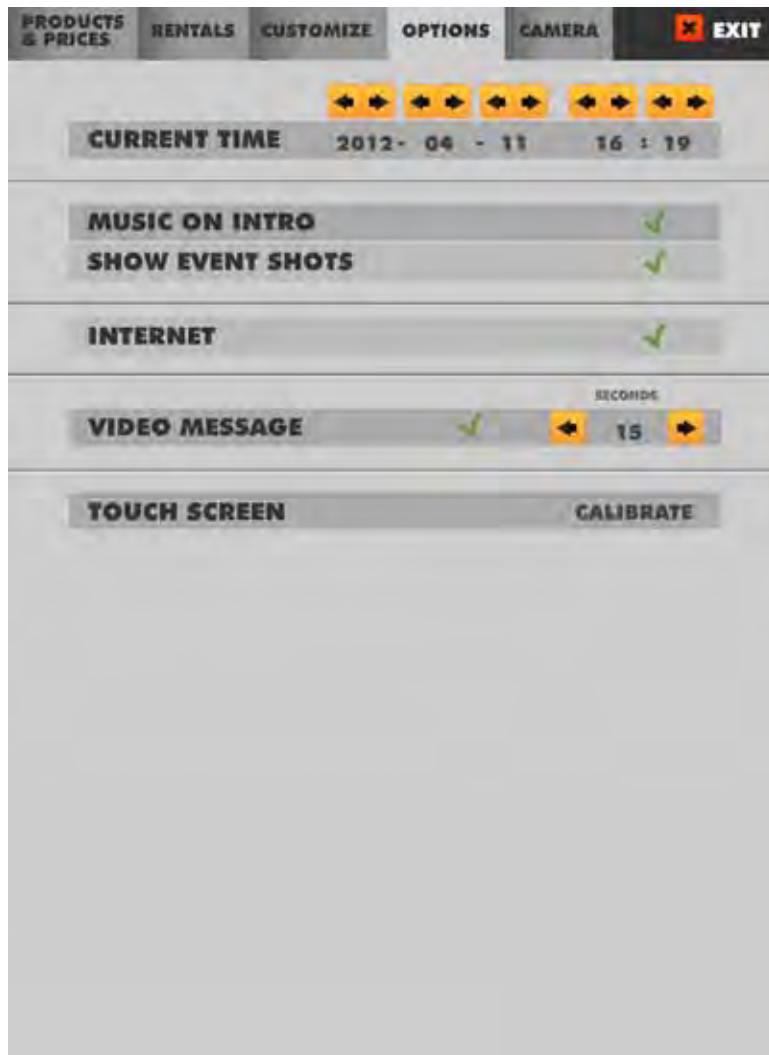 PRODUCTS & PRICES
RENTALS
CUSTOMIZE
OPTIONS
CAMERA
EXIT
CURRENT TIME 2012 - 04 - 11 16 : 19
MUSIC ON INTRO
SHOW EVENT SHOTS
INTERNET
SECONDS
VIDEO MESSAGE 15
TOUCH SCREEN CALIBRATE